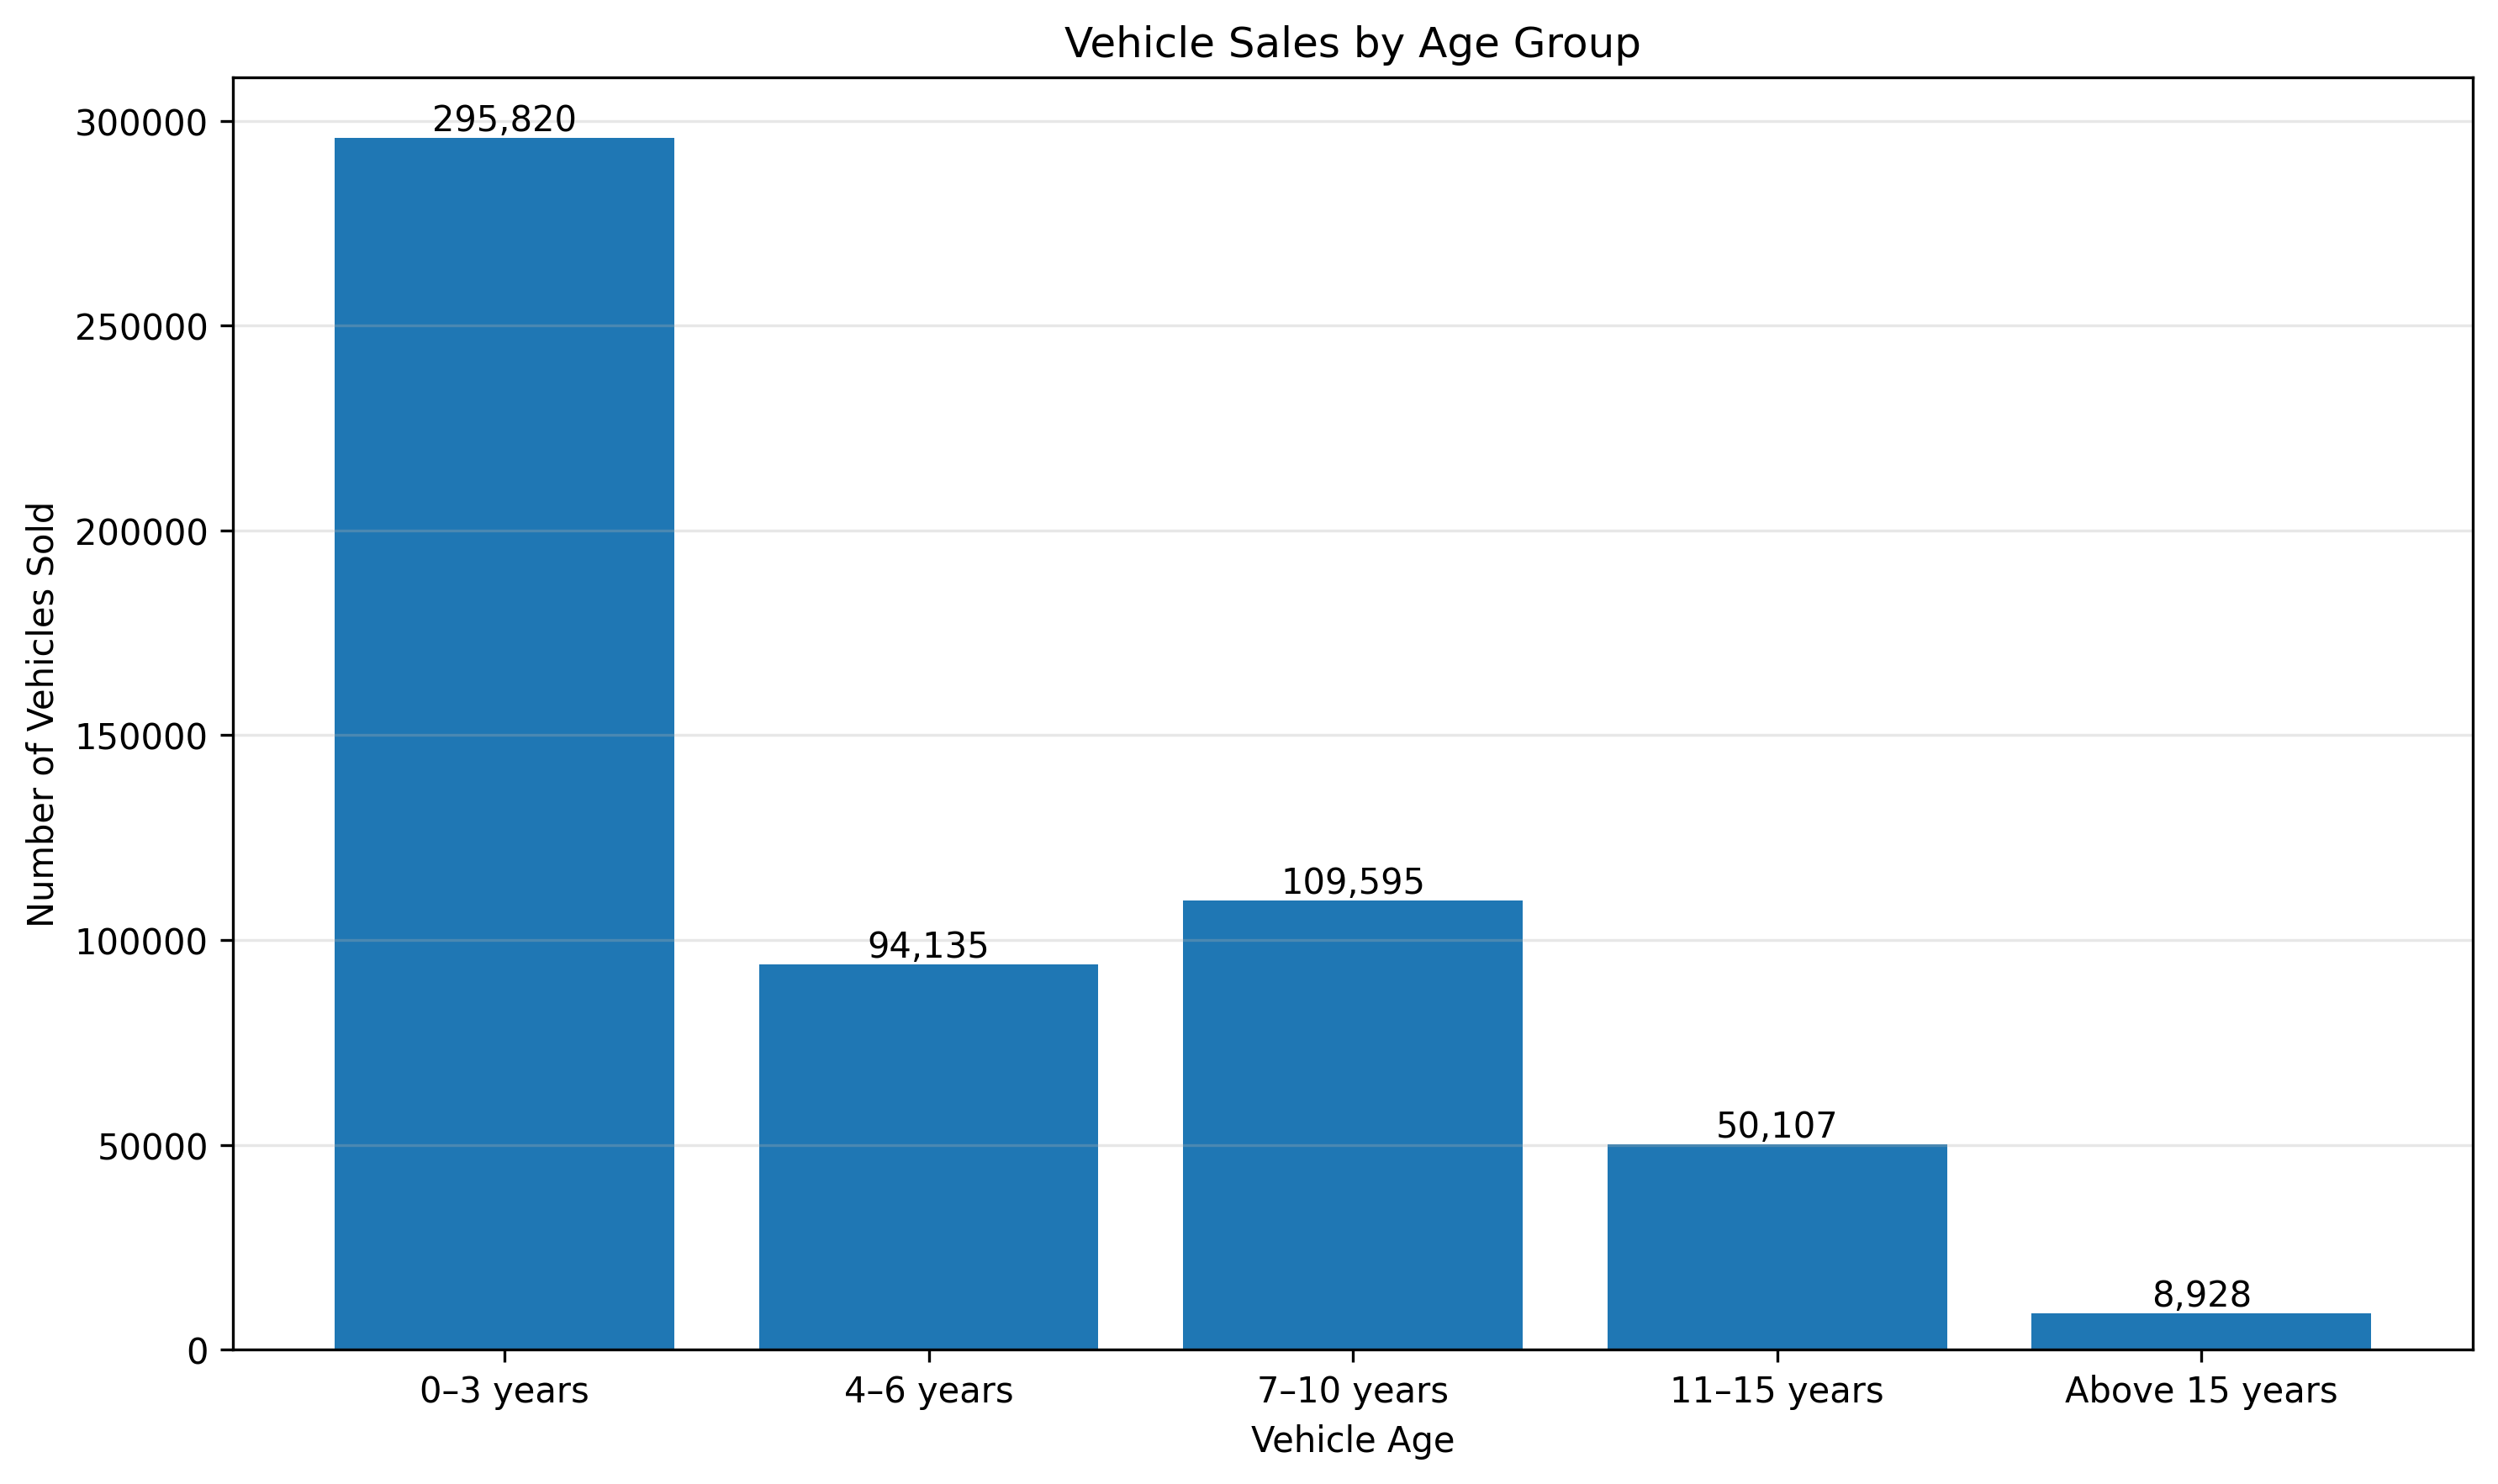 Vehicle Sales by Age Group
Number of Vehicles Sold
300000
250000
200000
150000
100000
50000
0
295,820
94,135
109,595
50,107
8,928
0–3 years
4–6 years
7–10 years
11–15 years
Above 15 years
Vehicle Age